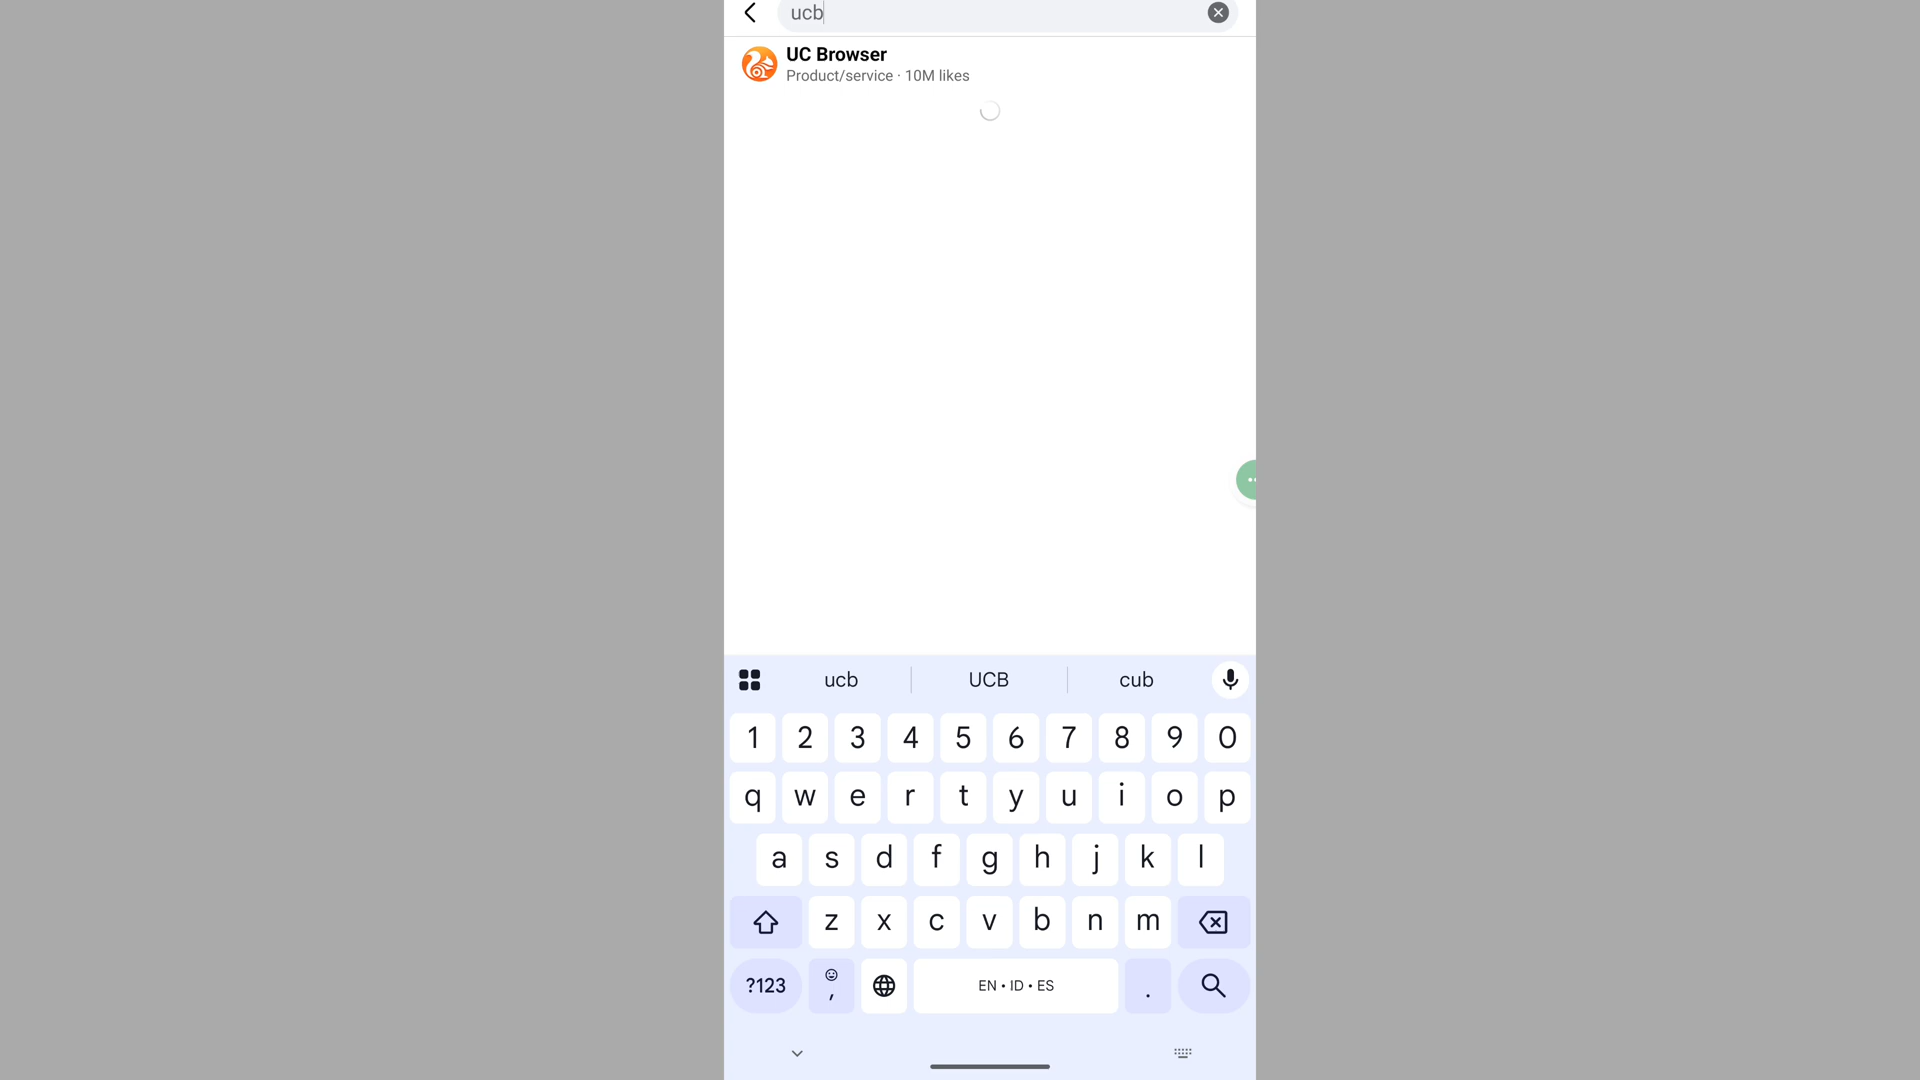 ucb
UC Browser
Product/service · 10M likes
ucb UCB cub
1 2 3 4 5 6 7 8 9 0
q w e r t y u i o p
a s d f g h j k l
z x c v b n m
?123 , EN • ID • ES .